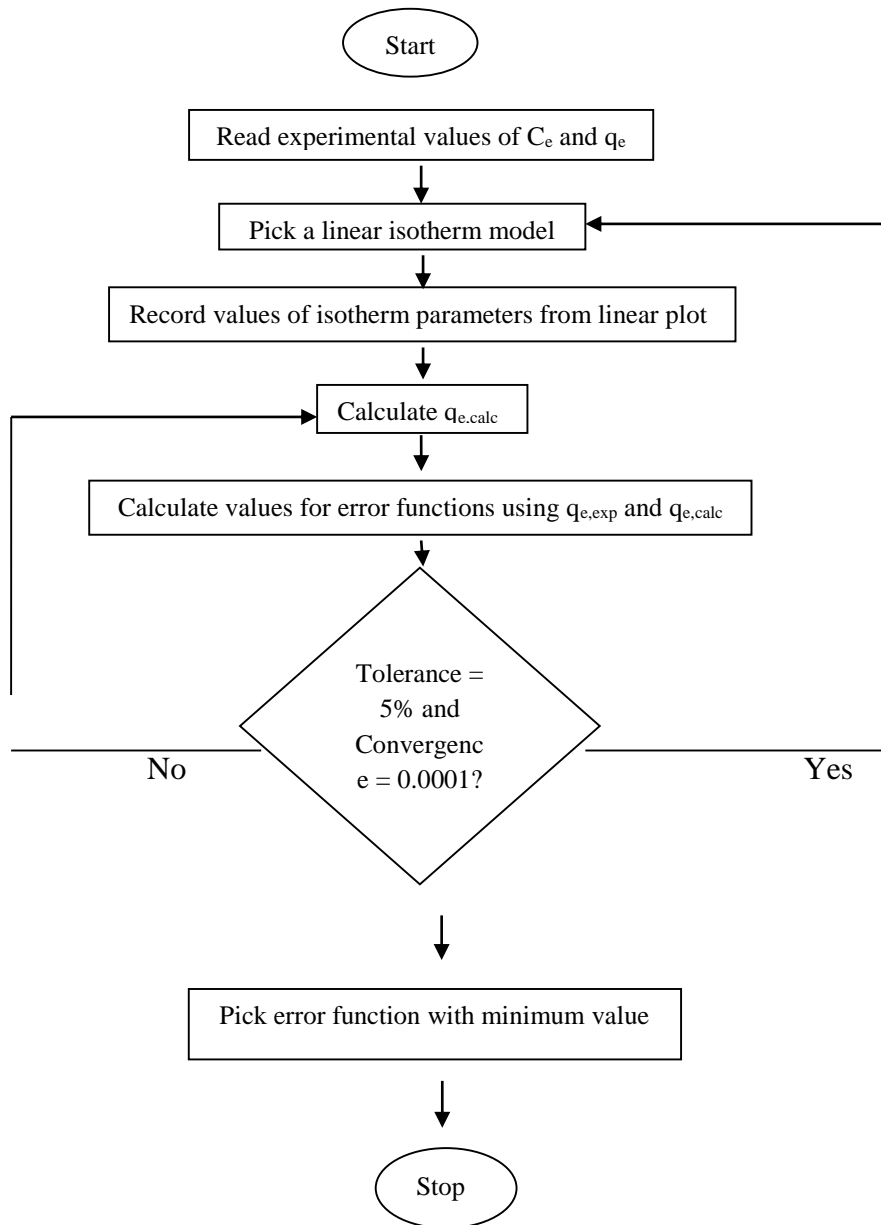 Start
Read experimental values of Ce and qe
Pick a linear isotherm model
Record values of isotherm parameters from linear plot
Calculate qe.calc
Calculate values for error functions using qe,exp and qe,calc
Tolerance =
5% and
Convergenc
e = 0.0001?
No
Yes
Pick error function with minimum value
Stop